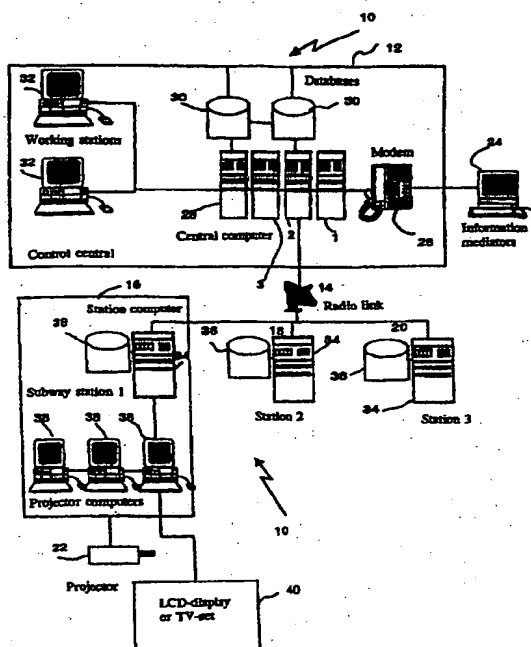 10
12
32
Databases
30
30
Working stations
Modem
24
32
28
Central computer
3
2
1
26
Information
mediators
Control central
16
Station computer
14
Radio link
39
34
36
18
34
20
36
34
Subway station 1
Station 2
Station 3
38
38
38
Projector computers
10
22
Projector
LCD-display
or TV-set
40